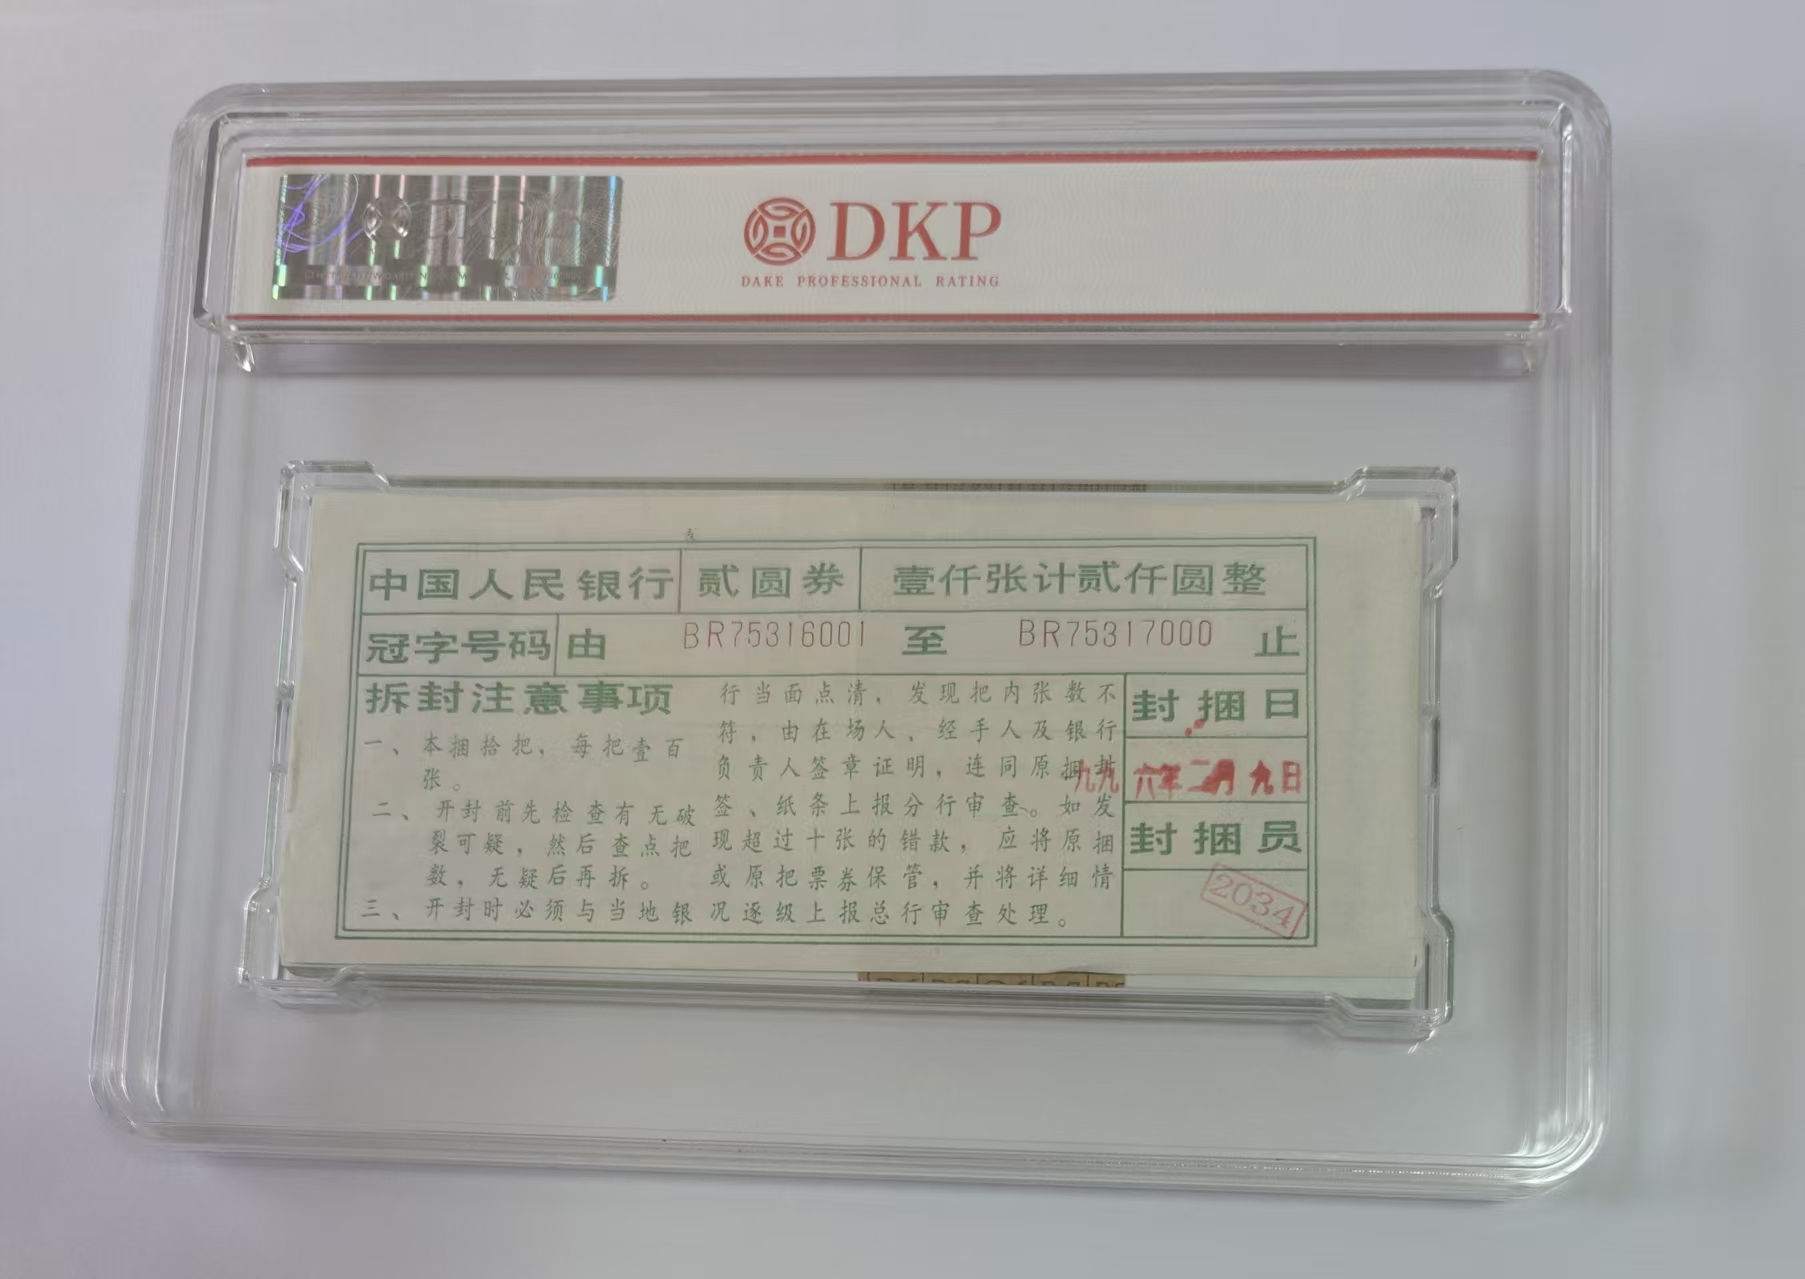 DKP
DAKE PROFESSIONAL RATING
中国人民银行 贰圆券 壹仟张计贰仟圆整
冠字号码 由 BR75316001 至 BR75317000 止
拆封注意事项
一、本捆拾把、每把壹百
张。
二、开封前先检查有无破
裂可疑，然后查点把
数，无疑后再拆。
三、开封时必须与当地银
行当面点清，发现把内张数不
符，由在场人、经手人及银行
负责人签章证明，连同原捆封
签、纸条上报分行审查。如发
现超过十张的错款，应将原捆
或原把票券保管，并将详细情
况逐级上报总行审查处理。
封捆日
九九六年二月九日
封捆员
2034